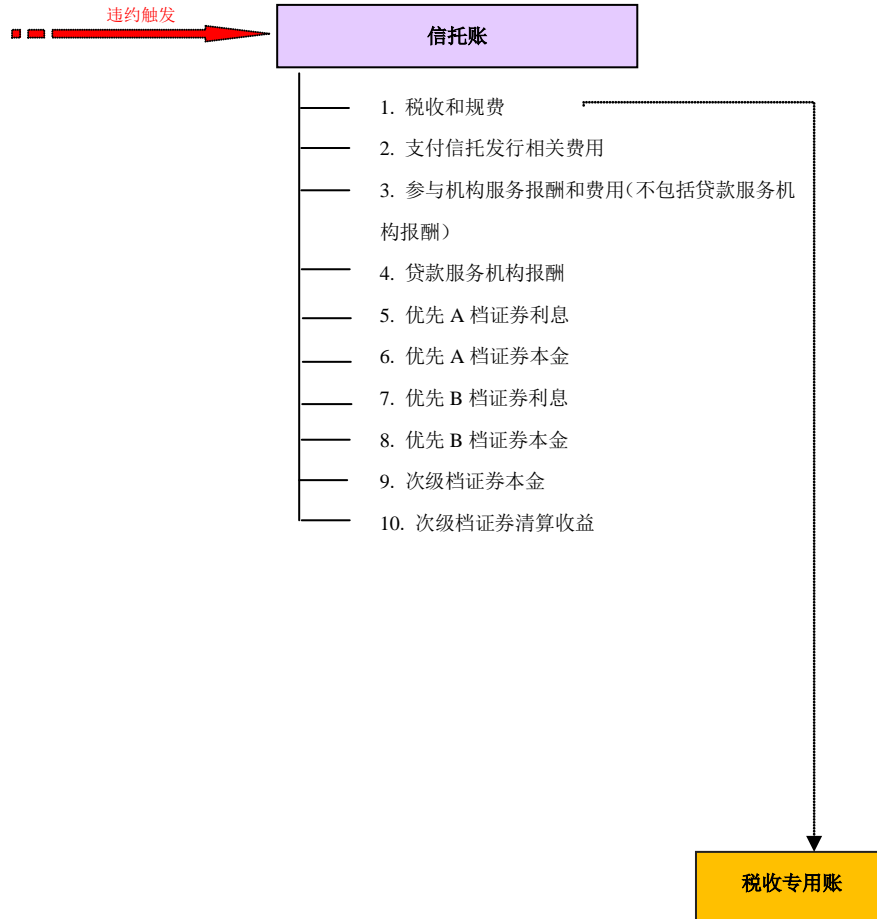 违约触发
信托账
1. 税收和规费
2. 支付信托发行相关费用
3. 参与机构服务报酬和费用（不包括贷款服务机
构报酬）
4. 贷款服务机构报酬
5. 优先 A 档证券利息
6. 优先 A 档证券本金
7. 优先 B 档证券利息
8. 优先 B 档证券本金
9. 次级档证券本金
10. 次级档证券清算收益
税收专用账